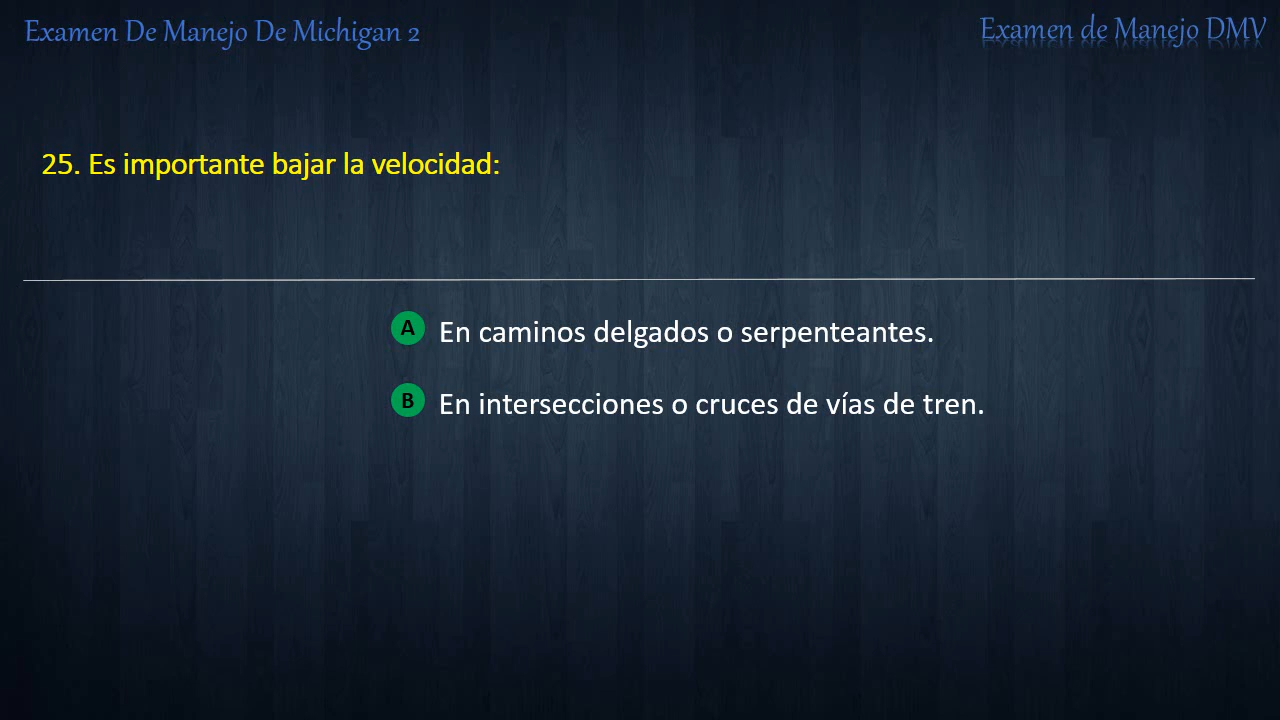 Examen De Manejo De Michigan 2
Examen de Manejo DMV
25. Es importante bajar la velocidad:
A En caminos delgados o serpenteantes.
B En intersecciones o cruces de vías de tren.